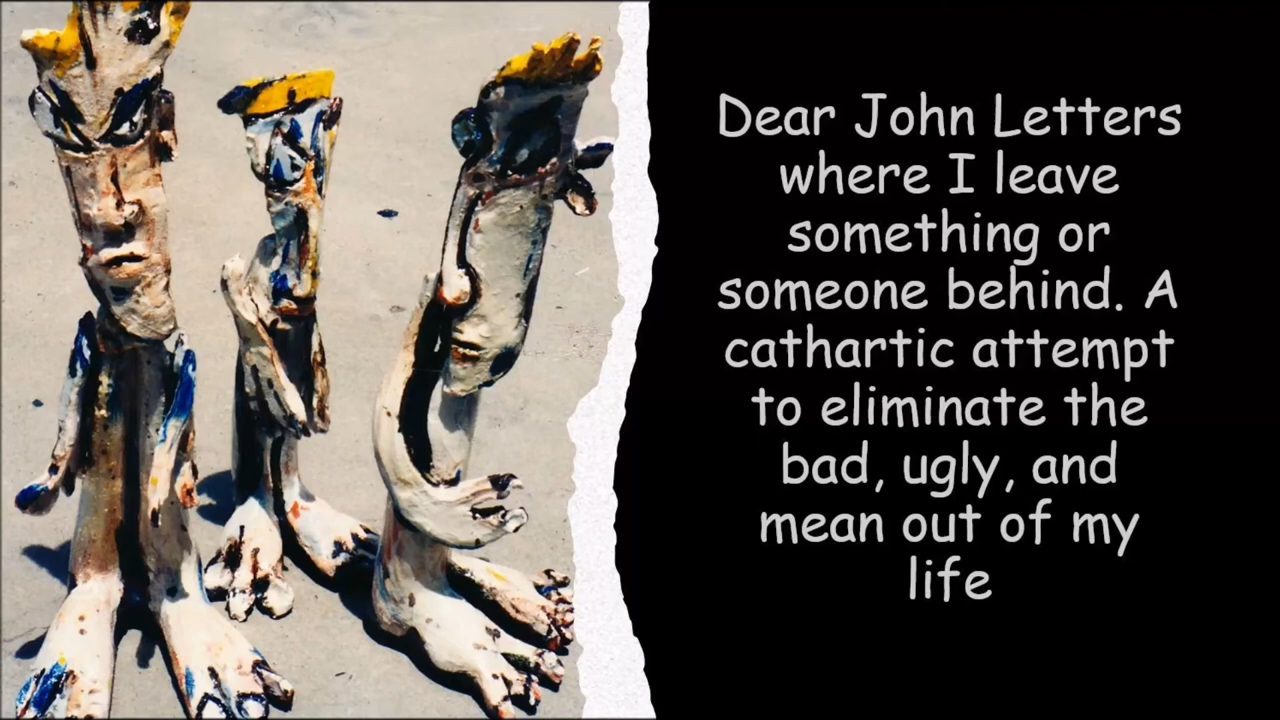 Dear John Letters
where I leave
something or
someone behind. A
cathartic attempt
to eliminate the
bad, ugly, and
mean out of my
life